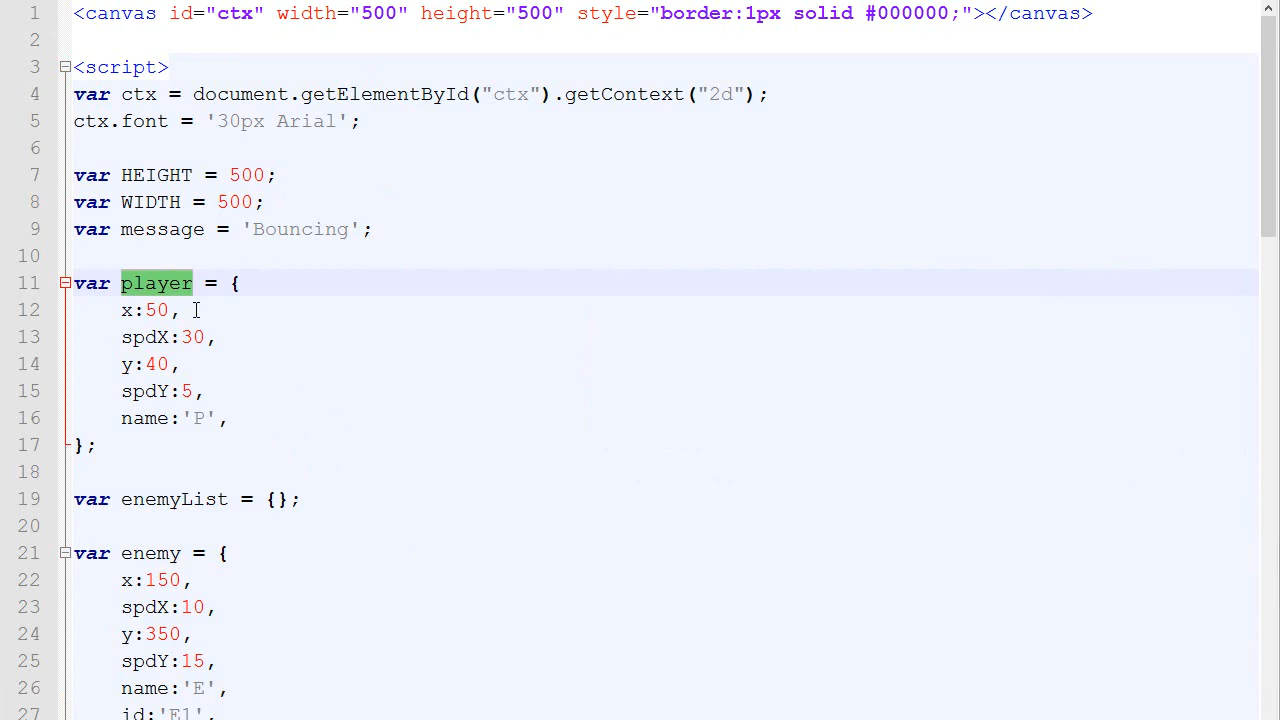 1 <canvas id="ctx" width="500" height="500" style="border:1px solid #000000;"></canvas>
2
3 <script>
4 var ctx = document.getElementById("ctx").getContext("2d");
5 ctx.font = '30px Arial';
6
7 var HEIGHT = 500;
8 var WIDTH = 500;
9 var message = 'Bouncing';
10
11 var player = {
12 x:50,
13 spdX:30,
14 y:40,
15 spdY:5,
16 name:'P',
17 };
18
19 var enemyList = {};
20
21 var enemy = {
22 x:150,
23 spdX:10,
24 y:350,
25 spdY:15,
26 name:'E',
27 id:'E1',